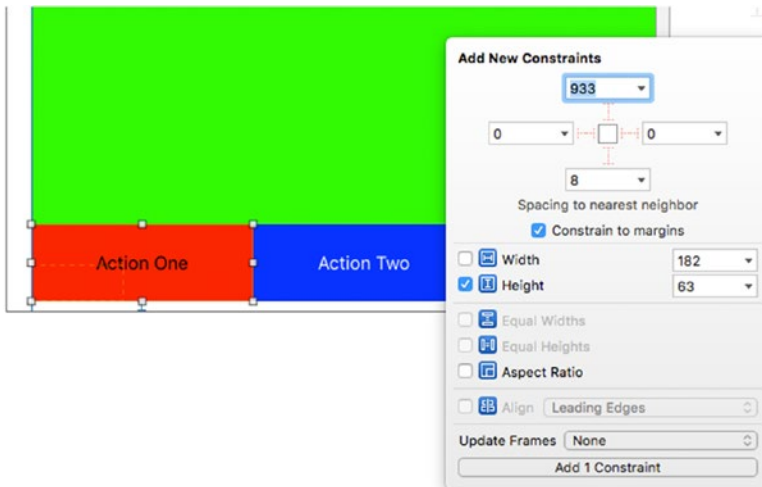 Add New Constraints
933
0 0
8
Spacing to nearest neighbor
Constrain to margins
Width 182
Height 63
Equal Widths
Equal Heights
Aspect Ratio
Align Leading Edges
Update Frames None
Add 1 Constraint
Action One Action Two